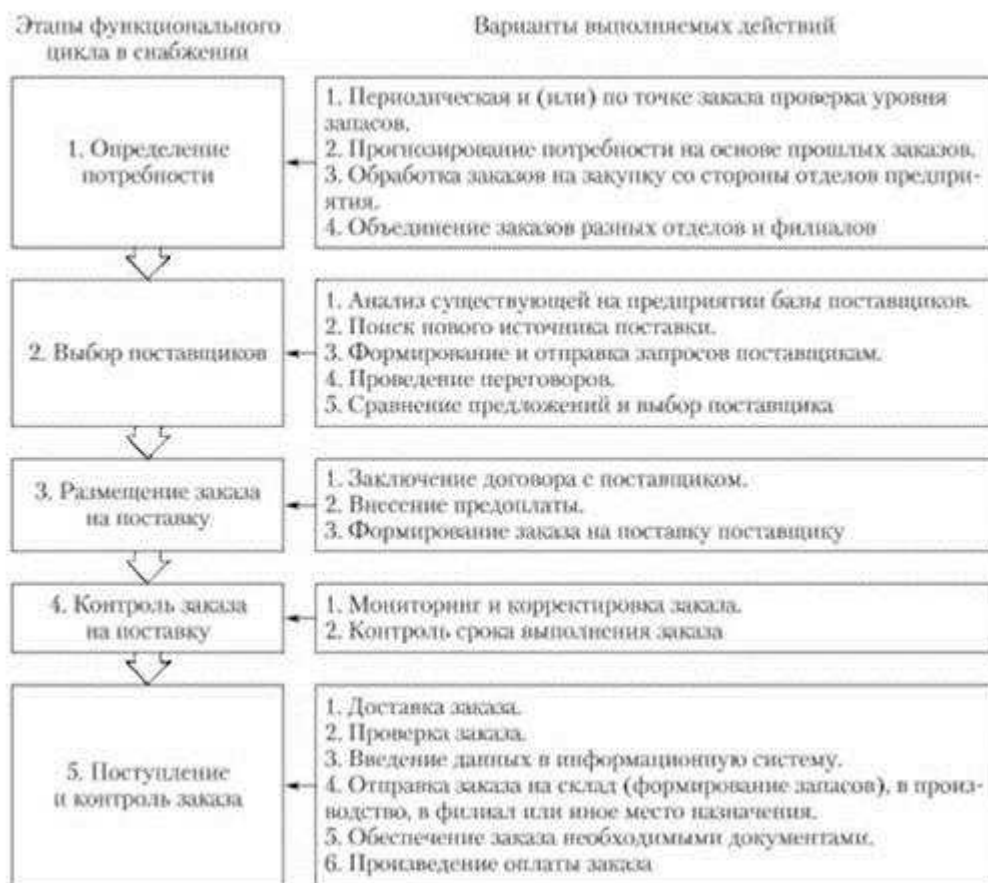 Этапы функционального
цикла в снабжении
Варианты выполняемых действий
1. Определение
потребности
1. Периодическая и (или) по точке заказа проверка уровня
запасов.
2. Прогнозирование потребности на основе прошлых заказов.
3. Обработка заказов на закупку со стороны отделов предпри-
ятия.
4. Объединение заказов разных отделов и филиалов
2. Выбор поставщиков
1. Анализ существующей на предприятии базы поставщиков.
2. Поиск нового источника поставки.
3. Формирование и отправка запросов поставщикам.
4. Проведение переговоров.
5. Сравнение предложений и выбор поставщика
3. Размещение заказа
на поставку
1. Заключение договора с поставщиком.
2. Внесение предоплаты.
3. Формирование заказа на поставку поставщику
4. Контроль заказа
на поставку
1. Мониторинг и корректировка заказа.
2. Контроль срока выполнения заказа
5. Поступление
и контроль заказа
1. Доставка заказа.
2. Проверка заказа.
3. Введение данных в информационную систему.
4. Отправка заказа на склад (формирование запасов), в произ-
водство, в филиал или иное место назначения.
5. Обеспечение заказа необходимыми документами.
6. Произведение оплаты заказа